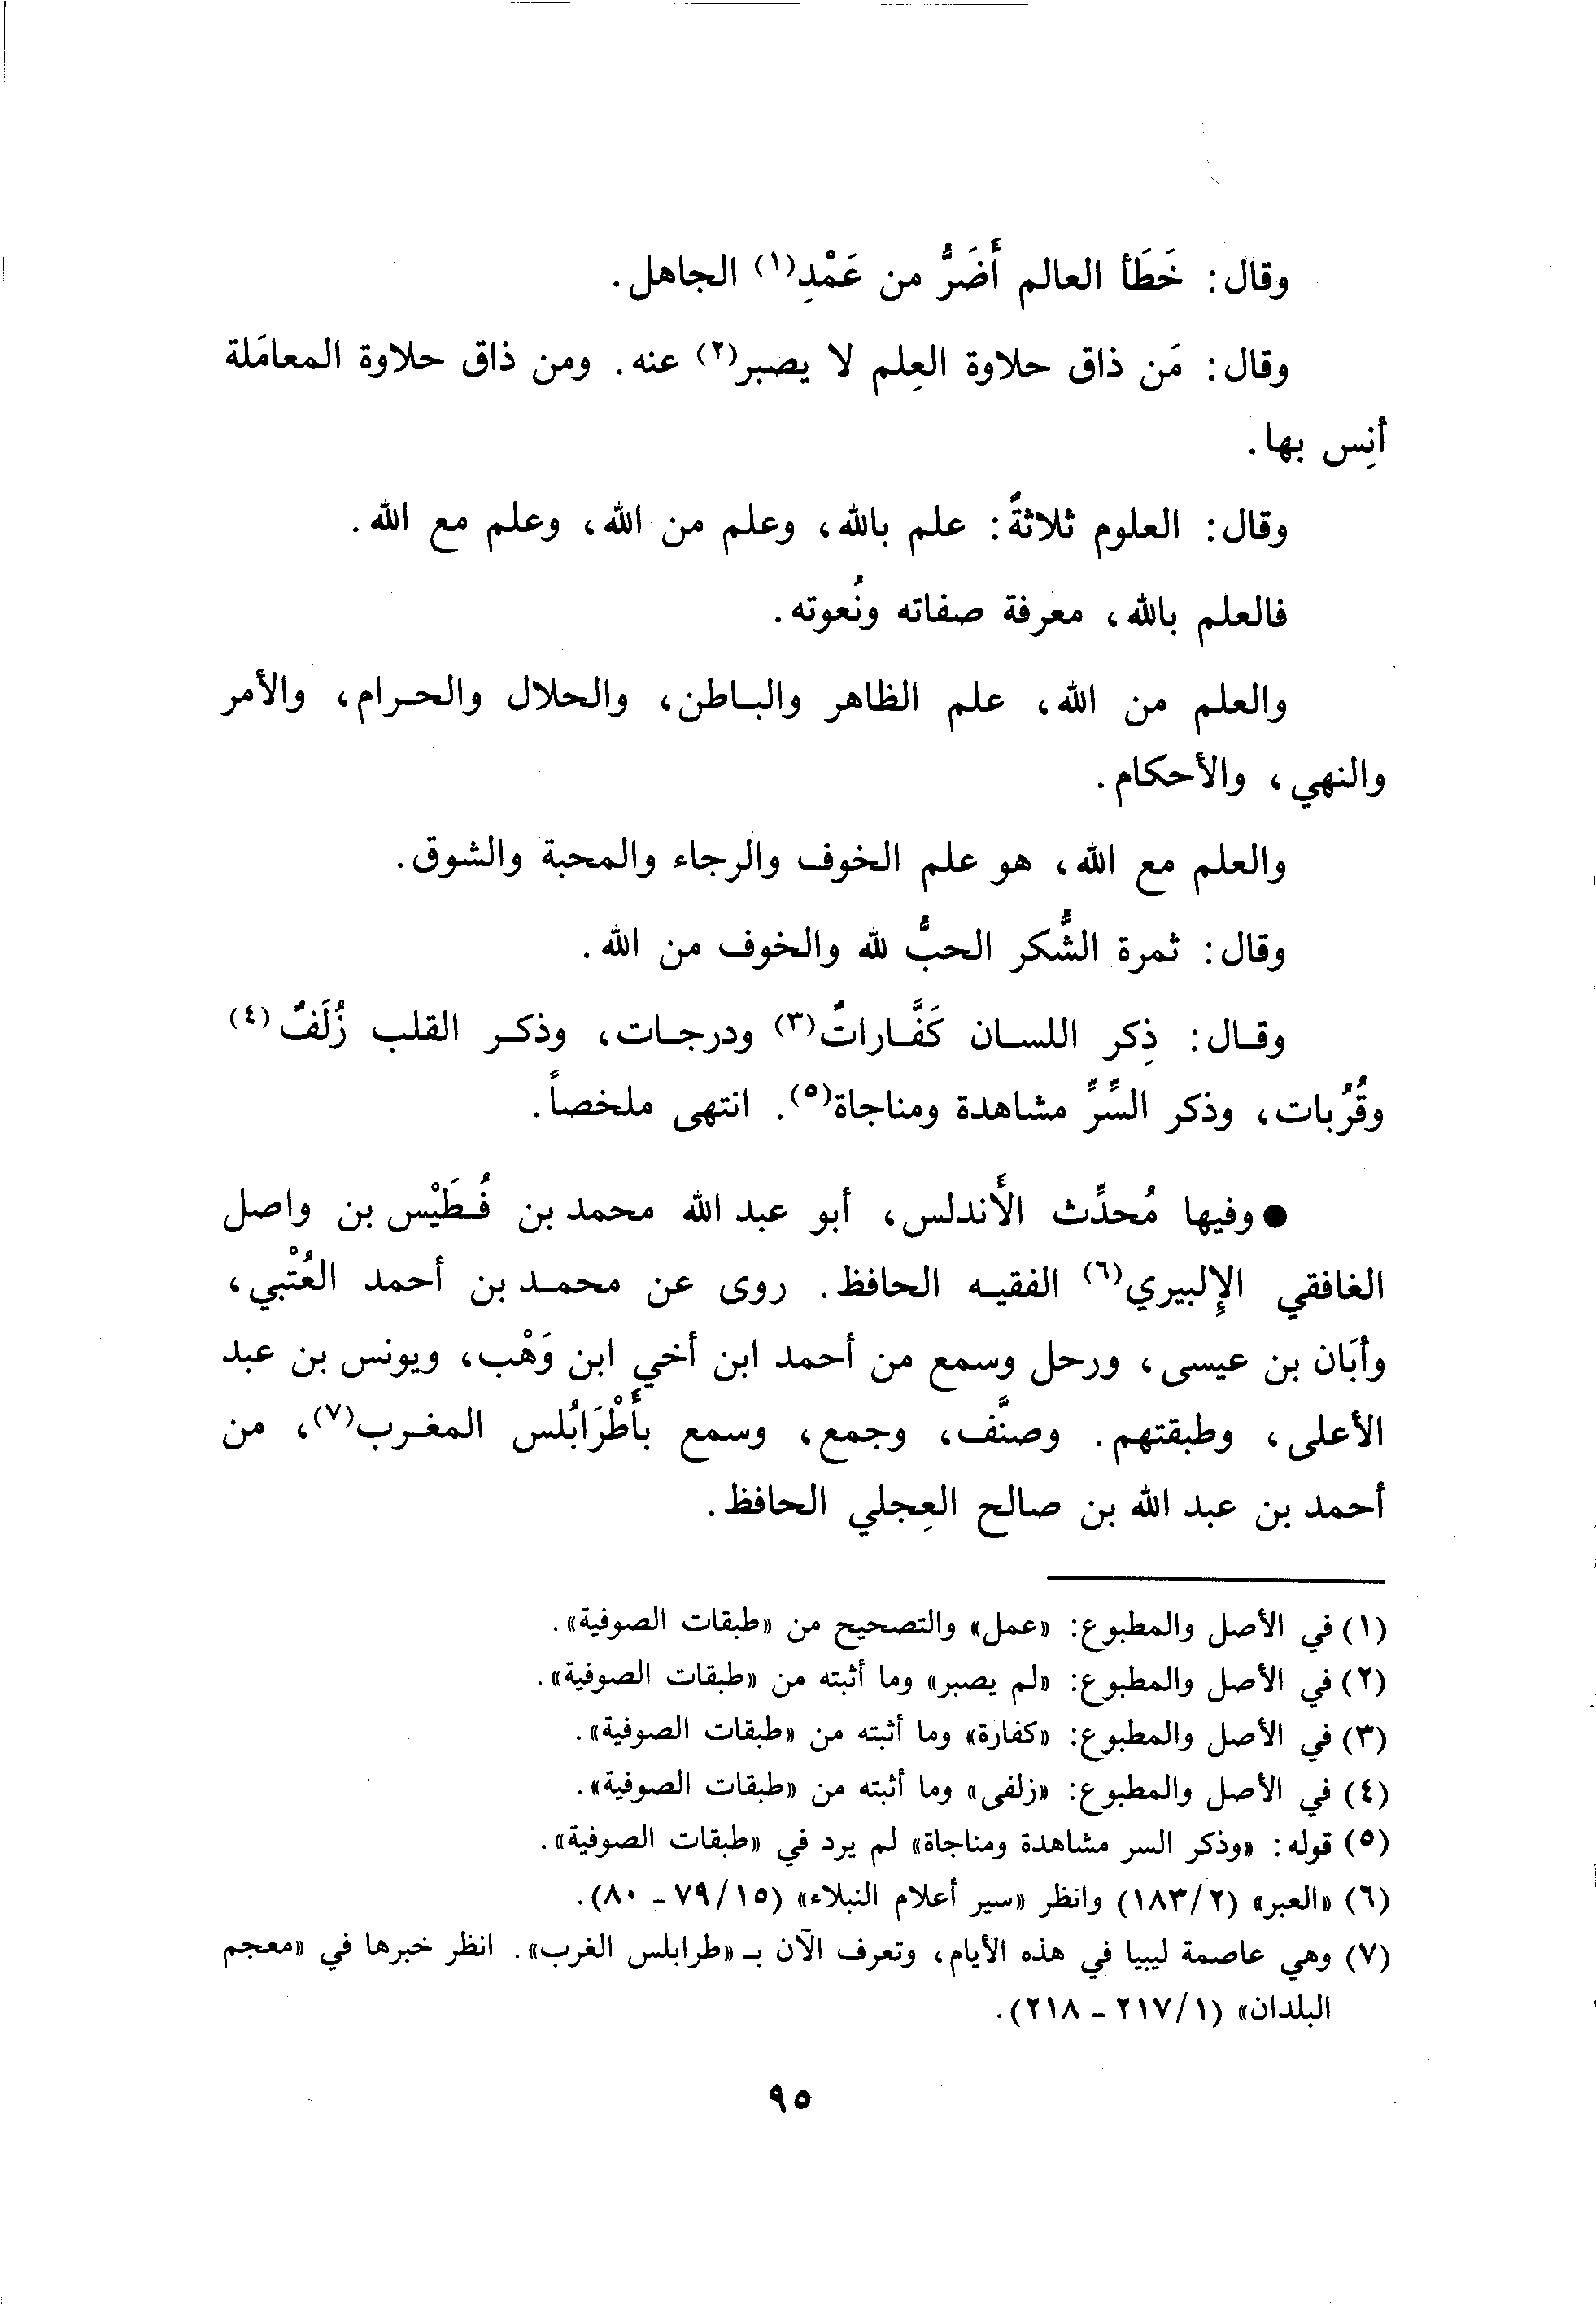 وقال: خَطَأ العالم أَضَرُّ من عَمْدِ(١) الجاهل.
وقال: مَن ذاق حلاوة العِلم لا يصبر(٢) عنه. ومن ذاق حلاوة المعامَلة
أنِس بها.
وقال: العلوم ثلاثةٌ: علم بالله، وعلم من الله، وعلم مع الله.
فالعلم بالله، معرفة صفاته ونُعوته.
والعلم من الله، علم الظاهر والباطن، والحلال والحرام، والأمر
والنهي، والأحكام.
والعلم مع الله، هو علم الخوف والرجاء والمحبة والشوق.
وقال: ثمرة الشُّكر الحبُّ لله والخوف من الله.
وقال: ذِكر اللسان كَفَّاراتٌ(٣) ودرجات، وذكر القلب زُلَفٌ(٤)
وقُرُبات، وذكر السِّرِّ مشاهدة ومناجاة(٥). انتهى ملخصاً.
● وفيها مُحدِّث الأَندلس، أبو عبد الله محمد بن فُطَيْس بن واصل
الغافقي الإِلبيري(٦) الفقيه الحافظ. روى عن محمد بن أحمد العُتْبي،
وأبَان بن عيسى، ورحل وسمع من أحمد ابن أخي ابن وَهْب، ويونس بن عبد
الأعلى، وطبقتهم. وصنَّف، وجمع، وسمع بأَطْرَابُلس المغرب(٧)، من
أحمد بن عبد الله بن صالح العِجلي الحافظ.
(١) في الأصل والمطبوع: «عمل» والتصحيح من «طبقات الصوفية».
(٢) في الأصل والمطبوع: «لم يصبر» وما أثبته من «طبقات الصوفية».
(٣) في الأصل والمطبوع: «كفارة» وما أثبته من «طبقات الصوفية».
(٤) في الأصل والمطبوع: «زلفى» وما أثبته من «طبقات الصوفية».
(٥) قوله: «وذكر السر مشاهدة ومناجاة» لم يرد في «طبقات الصوفية».
(٦) «العبر» (١٨٣/٢) وانظر «سير أعلام النبلاء» (٧٩/١٥ - ٨٠).
(٧) وهي عاصمة ليبيا في هذه الأيام، وتعرف الآن بـ «طرابلس الغرب». انظر خبرها في «معجم
البلدان» (٢١٧/١ - ٢١٨).
٩٥